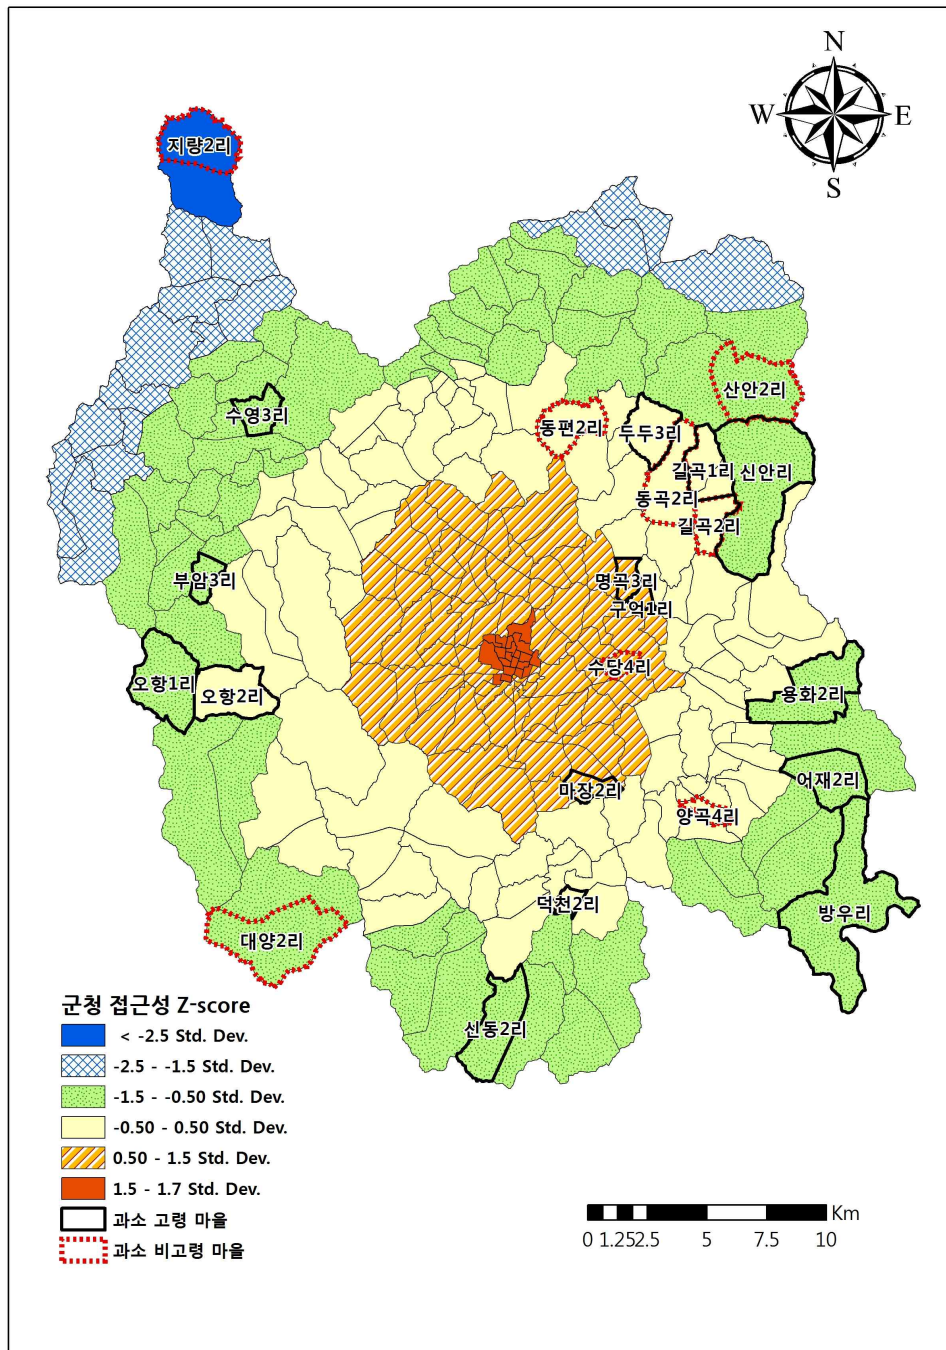 N
W
E
S
지량2리
산안2리
수영3리
동편2리
두두3리
길곡1리
신안리
동곡2리
길곡2리
부암3리
명곡3리
구억1리
수당4리
오항1리
오항2리
용화2리
어재2리
마장2리
양곡4리
덕천2리
방우리
대양2리
신동2리
군청 접근성 Z-score
< -2.5 Std. Dev.
-2.5 - -1.5 Std. Dev.
-1.5 - -0.50 Std. Dev.
-0.50 - 0.50 Std. Dev.
0.50 - 1.5 Std. Dev.
1.5 - 1.7 Std. Dev.
과소 고령 마을
과소 비고령 마을
Km
0 1.252.5 5 7.5 10